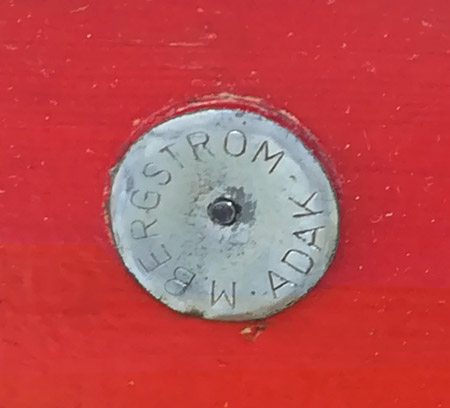 M BERGSTROM · ADAK ·